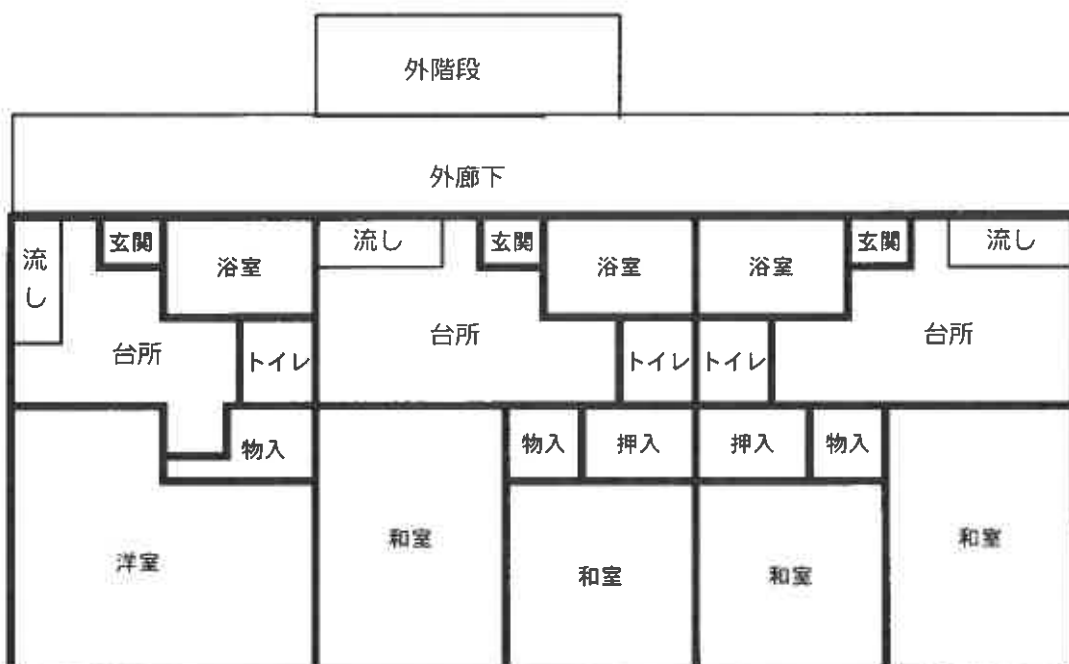 外階段
外廊下
流し
玄関
浴室
流し
玄関
浴室
浴室
玄関
流し
台所
トイレ
台所
トイレ
トイレ
台所
物入
物入
押入
押入
物入
洋室
和室
和室
和室
和室